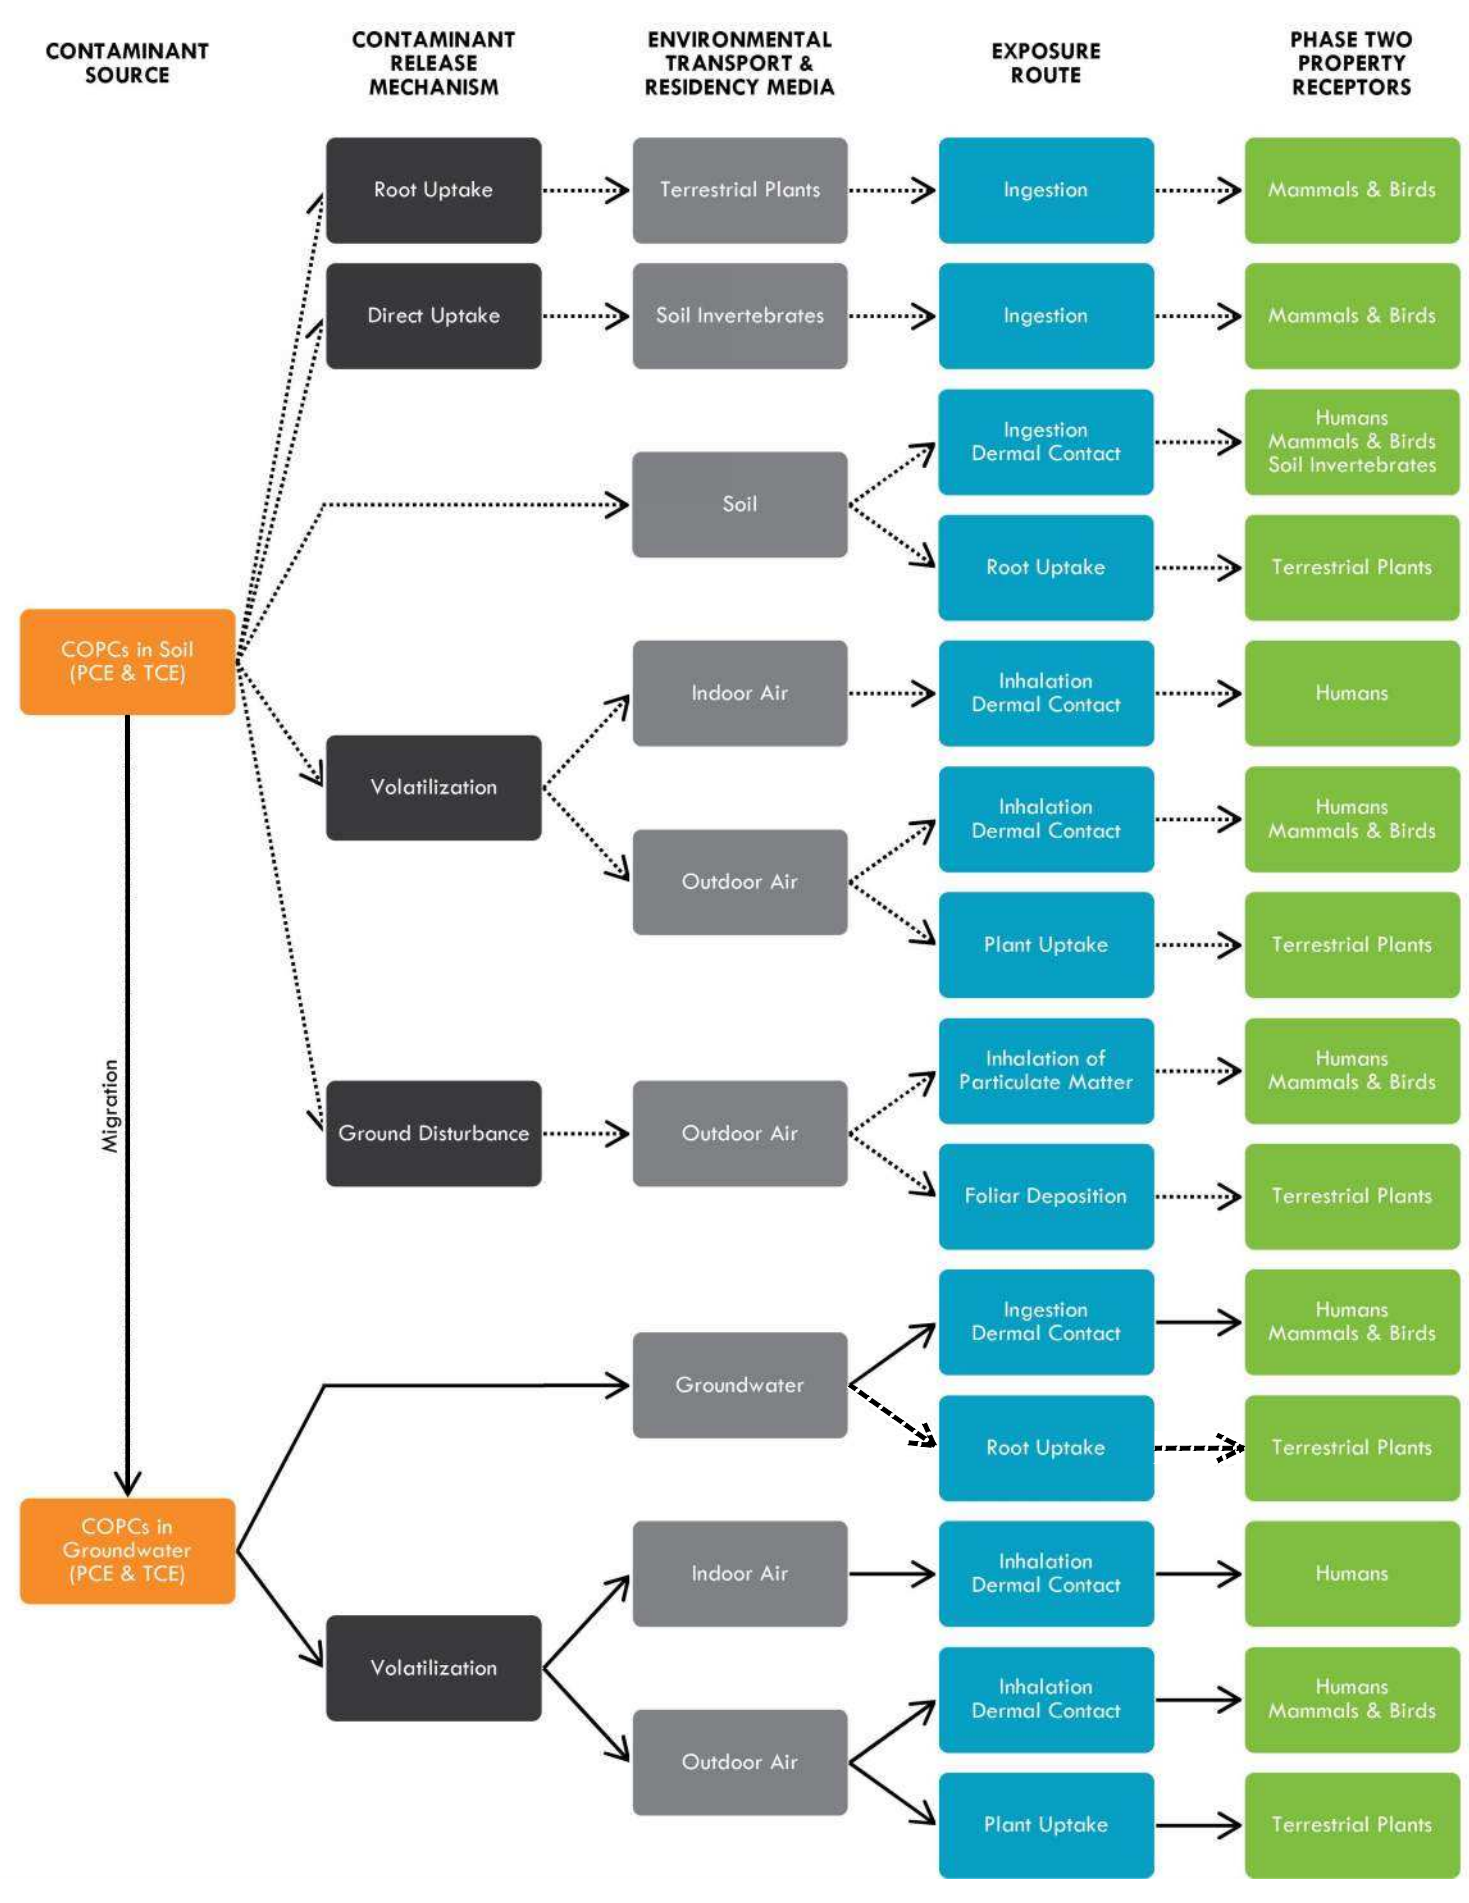 CONTAMINANT
SOURCE
CONTAMINANT
RELEASE
MECHANISM
ENVIRONMENTAL
TRANSPORT &
RESIDENCY MEDIA
EXPOSURE
ROUTE
PHASE TWO
PROPERTY
RECEPTORS
Root Uptake
Terrestrial Plants
Ingestion
Mammals & Birds
Direct Uptake
Soil Invertebrates
Ingestion
Mammals & Birds
Soil
Ingestion
Dermal Contact
Humans
Mammals & Birds
Soil Invertebrates
Root Uptake
Terrestrial Plants
COPCs in Soil
(PCE & TCE)
Volatilization
Indoor Air
Inhalation
Dermal Contact
Humans
Outdoor Air
Inhalation
Dermal Contact
Humans
Mammals & Birds
Plant Uptake
Terrestrial Plants
Migration
Ground Disturbance
Outdoor Air
Inhalation of
Particulate Matter
Humans
Mammals & Birds
Foliar Deposition
Terrestrial Plants
Groundwater
Ingestion
Dermal Contact
Humans
Mammals & Birds
Root Uptake
Terrestrial Plants
COPCs in
Groundwater
(PCE & TCE)
Volatilization
Indoor Air
Inhalation
Dermal Contact
Humans
Outdoor Air
Inhalation
Dermal Contact
Humans
Mammals & Birds
Plant Uptake
Terrestrial Plants